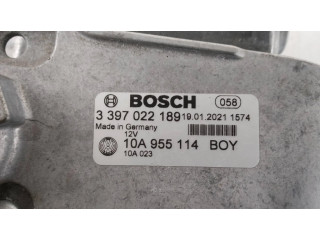 BOSCH 058
3 397 022 189 19.01.2021 1574
Made in Germany
12V
10A 955 114 BOY
10A 023